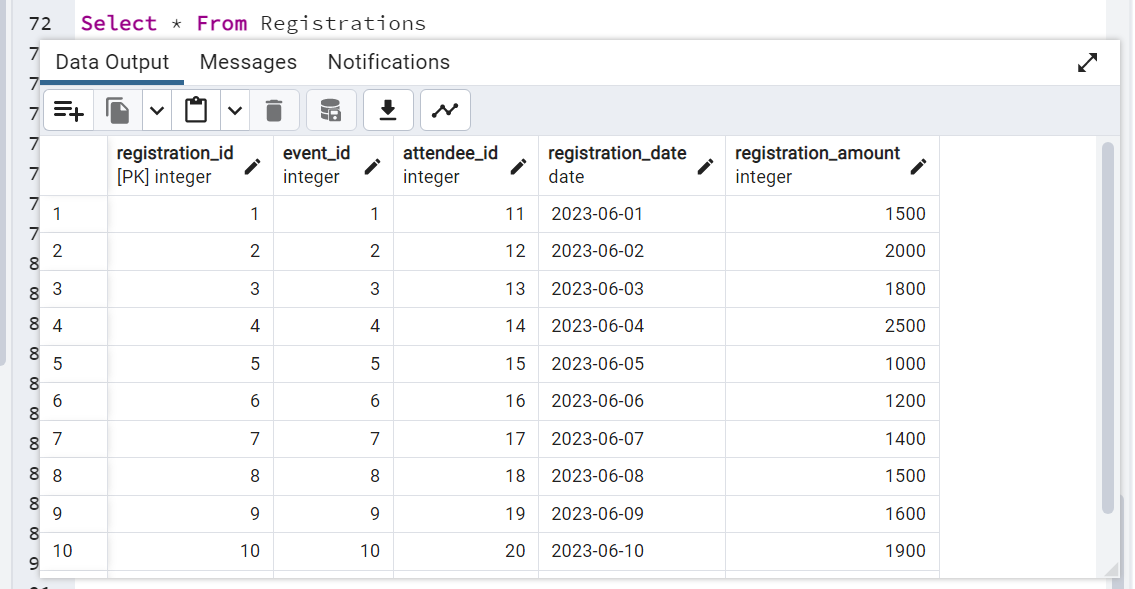 72 Select * From Registrations
Data Output Messages Notifications
registration_id event_id attendee_id registration_date registration_amount
[PK] integer integer integer date integer
1 1 1 11 2023-06-01 1500
2 2 2 12 2023-06-02 2000
3 3 3 13 2023-06-03 1800
4 4 4 14 2023-06-04 2500
5 5 5 15 2023-06-05 1000
6 6 6 16 2023-06-06 1200
7 7 7 17 2023-06-07 1400
8 8 8 18 2023-06-08 1500
9 9 9 19 2023-06-09 1600
10 10 10 20 2023-06-10 1900